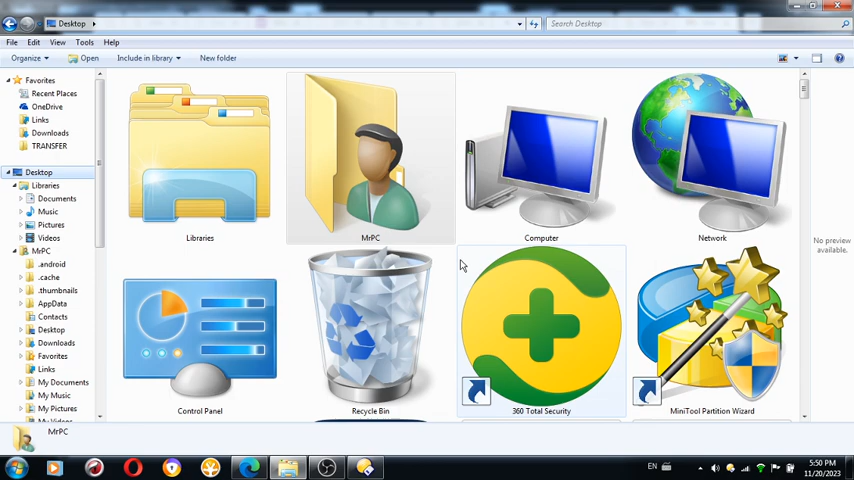 Desktop
Search Desktop
File Edit View Tools Help
Organize Open Include in library New folder
Favorites
Recent Places
OneDrive
Links
Downloads
TRANSFER
Desktop
Libraries
Documents
Music
Pictures
Videos
MrPC
.android
.cache
.thumbnails
AppData
Contacts
Desktop
Downloads
Favorites
Links
My Documents
My Music
My Pictures
My Videos
Libraries
MrPC
Computer
Network
Control Panel
Recycle Bin
360 Total Security
MiniTool Partition Wizard
No preview
available.
MrPC
EN
5:50 PM
11/20/2023